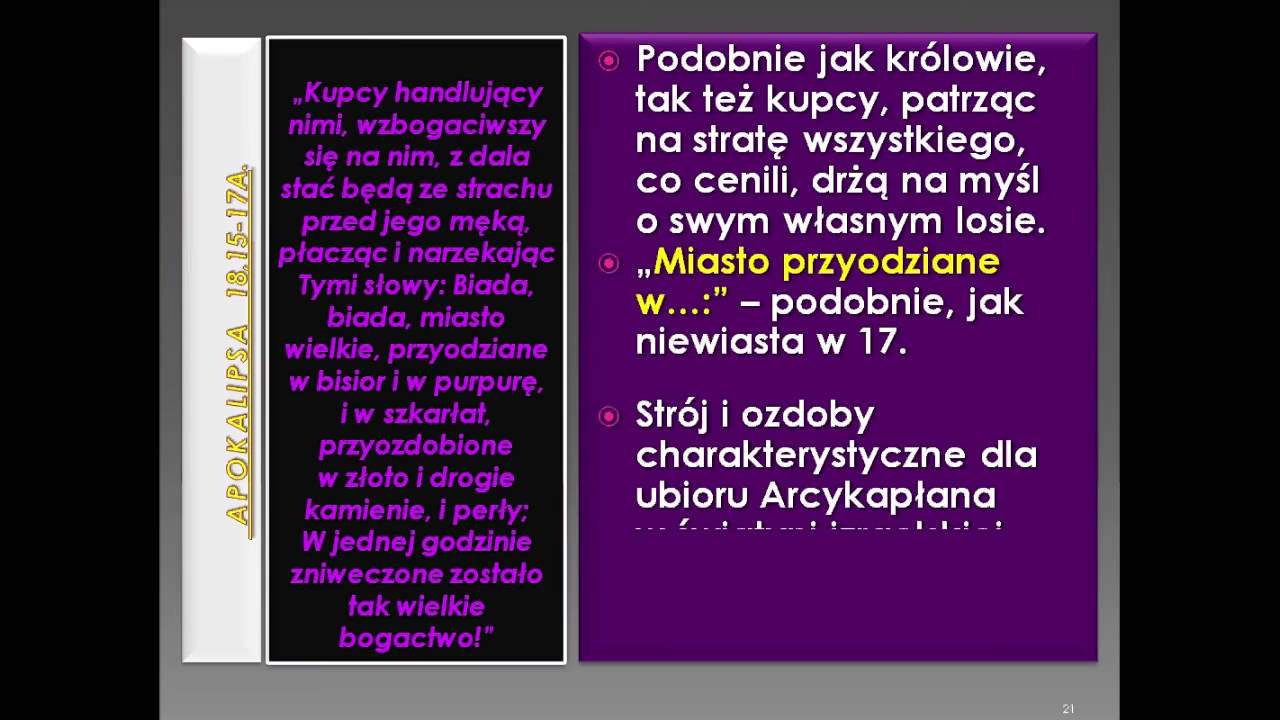 APOKALIPSA 18.15-17A.
„Kupcy handlujący
nimi, wzbogaciwszy
się na nim, z dala
stać będą ze strachu
przed jego męką,
płacząc i narzekając
Tymi słowy: Biada,
biada, miasto
wielkie, przyodziane
w bisior i w purpurę,
i w szkarłat,
przyozdobione
w złoto i drogie
kamienie, i perły;
W jednej godzinie
zniweczone zostało
tak wielkie
bogactwo!”
Podobnie jak królowie,
tak też kupcy, patrząc
na stratę wszystkiego,
co cenili, drżą na myśl
o swym własnym losie.
„Miasto przyodziane
w...:” – podobnie, jak
niewiasta w 17.
Strój i ozdoby
charakterystyczne dla
ubioru Arcykapłana
21